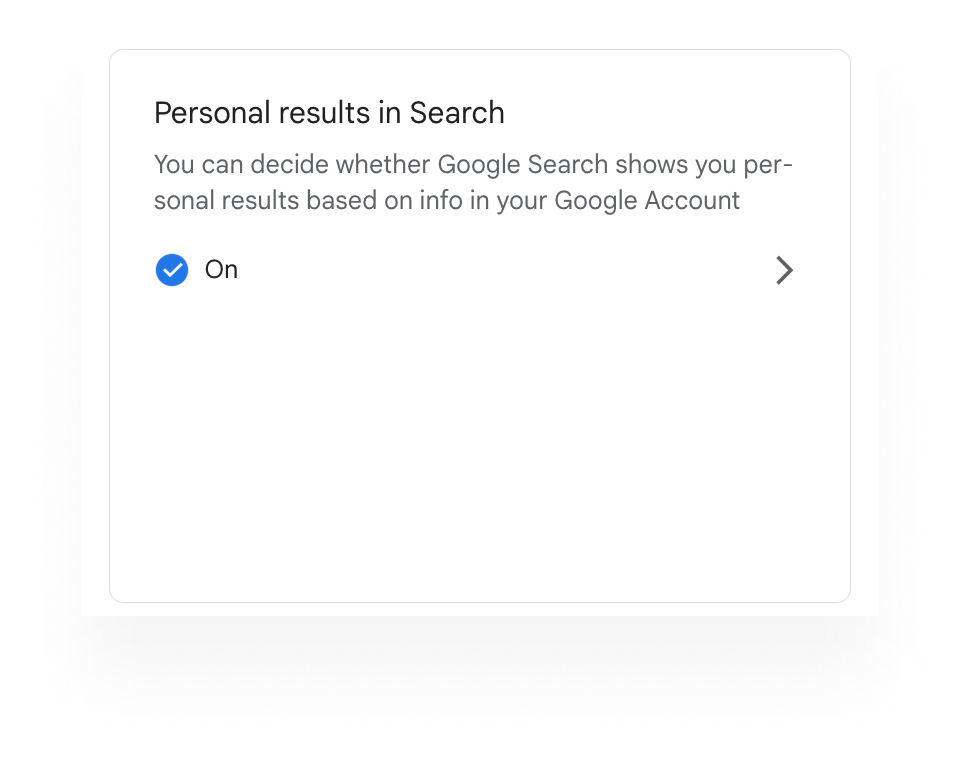 Personal results in Search
You can decide whether Google Search shows you per-
sonal results based on info in your Google Account
On